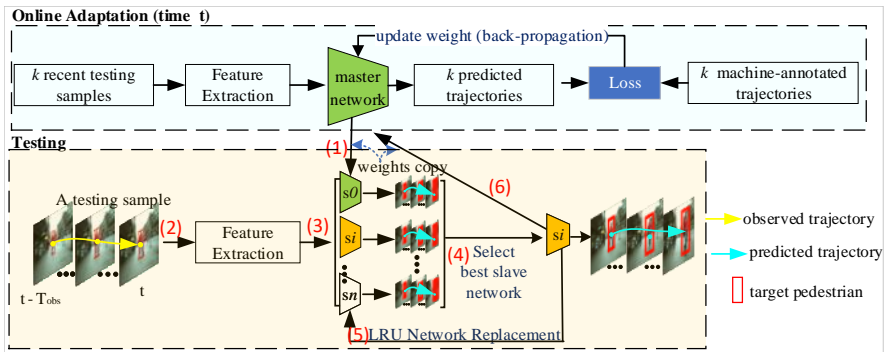 Online Adaptation (time t)
update weight (back-propagation)
k recent testing
samples
Feature
Extraction
master
network
k predicted
trajectories
Loss
k machine-annotated
trajectories
Testing
(1)
weights copy
(6)
A testing sample
(2)
Feature
Extraction
(3)
s0
si
sn
(4)
Select
best slave
network
si
t - Tobs
t
(5)
LRU Network Replacement
observed trajectory
predicted trajectory
target pedestrian